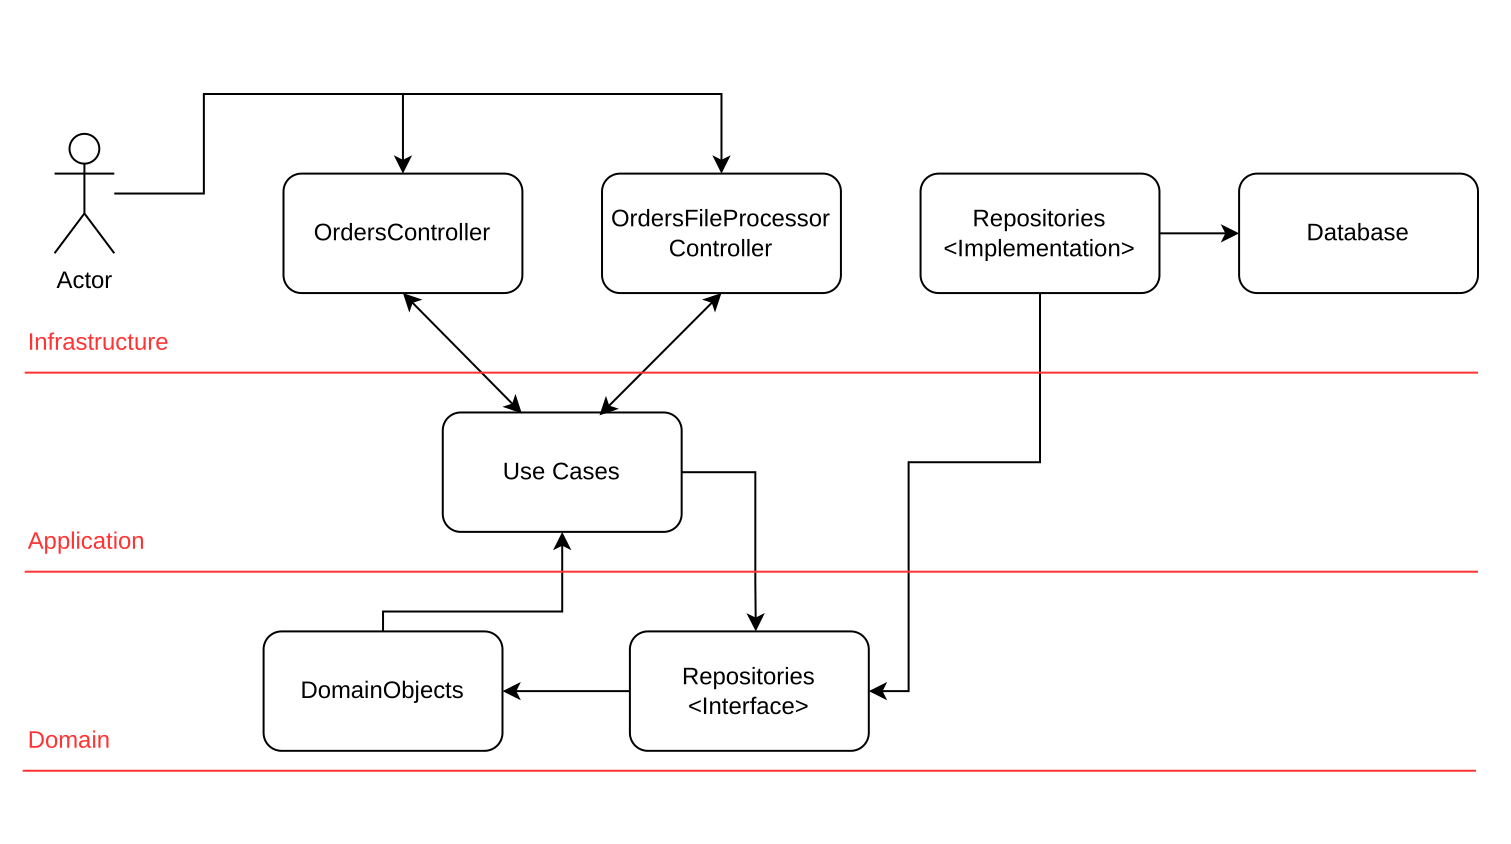 OrdersController
OrdersFileProcessor
Controller
Repositories
<Implementation>
Database
Actor
Infrastructure
Use Cases
Application
DomainObjects
Repositories
<Interface>
Domain